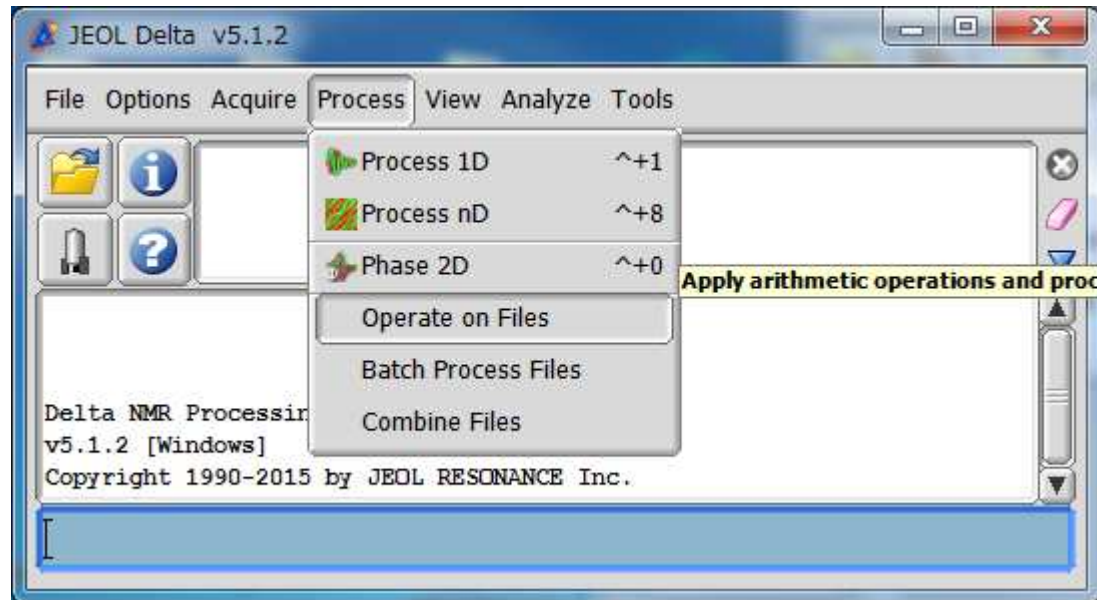 JEOL Delta v5.1.2
File Options Acquire Process View Analyze Tools
Process 1D ^+1
Process nD ^+8
Phase 2D ^+0
Apply arithmetic operations and proc
Operate on Files
Batch Process Files
Combine Files
Delta NMR Processin
v5.1.2 [Windows]
Copyright 1990-2015 by JEOL RESONANCE Inc.